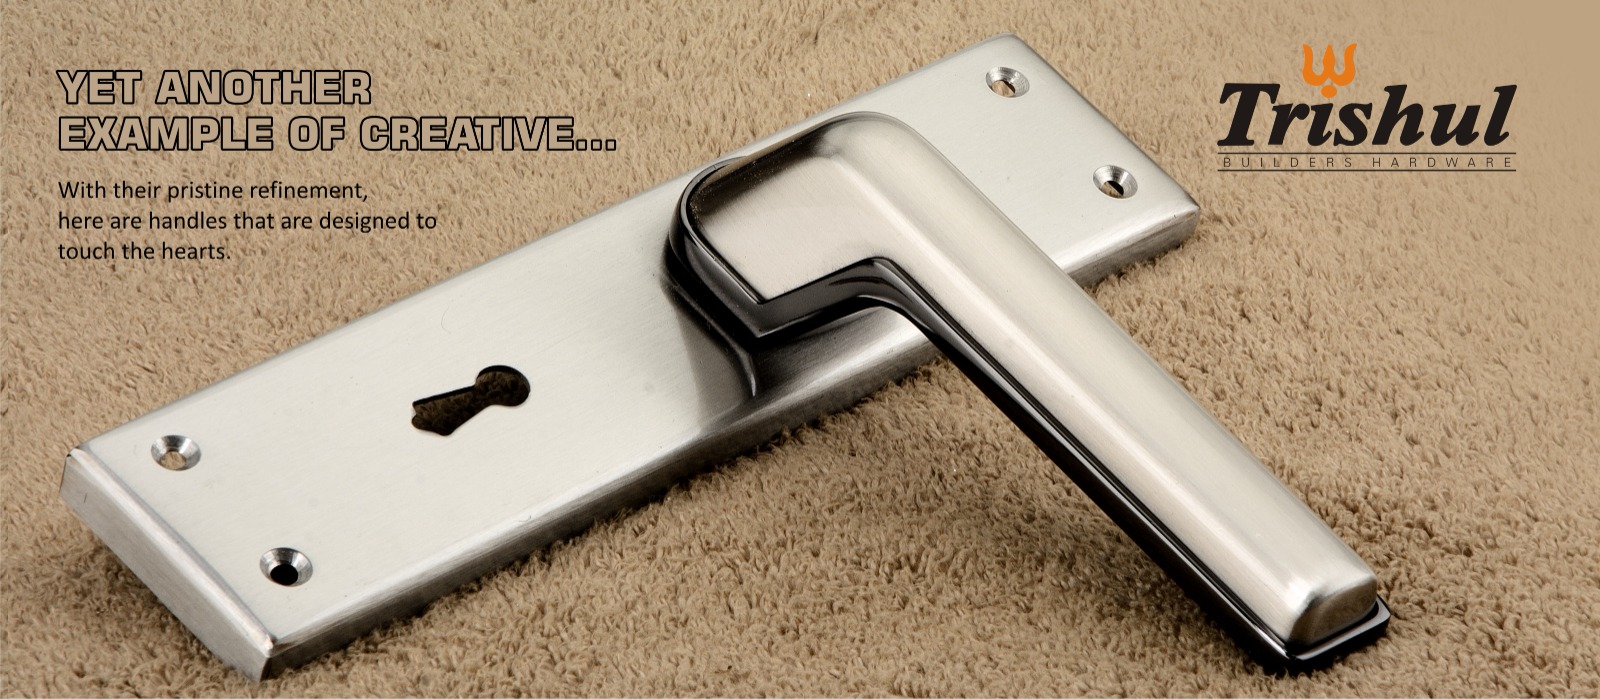 YET ANOTHER
EXAMPLE OF CREATIVE...
With their pristine refinement,
here are handles that are designed to
touch the hearts.
Trishul
BUILDERS HARDWARE